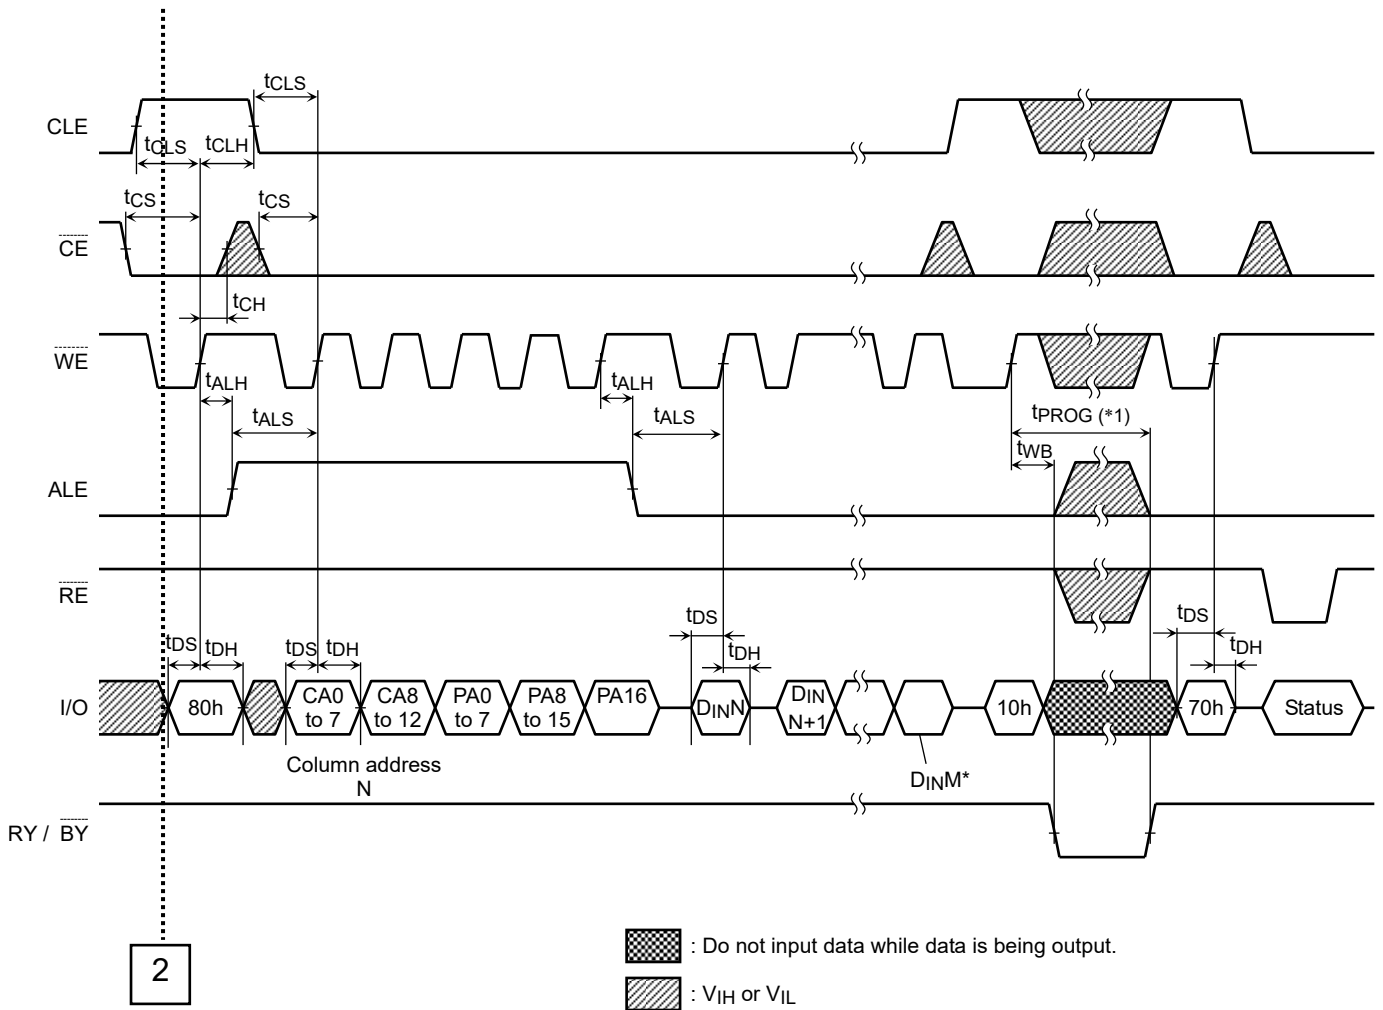 tCLS
CLE
tCLS tCLH
tCS tCS
CE
tCH
WE
tALH tALH
tALS tALS
tPROG (*1)
tWB
ALE
RE
tDS tDH tDS tDH tDS tDH tDS tDH
I/O
80h
CA0 to 7
CA8 to 12
PA0 to 7
PA8 to 15
PA16
DINN
DIN N+1
10h
70h
Status
Column address
N
DINM*
RY / BY
2
: Do not input data while data is being output.
: VIH or VIL